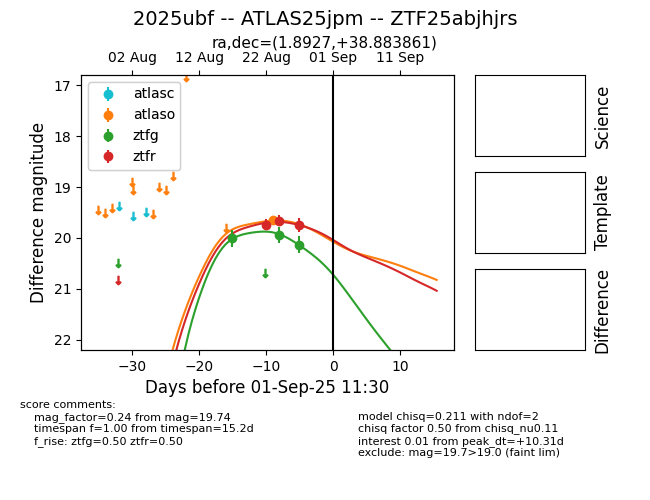 2025ubf -- ATLAS25jpm -- ZTF25abjhjrs
ra,dec=(1.8927,+38.883861)
02 Aug 12 Aug 22 Aug 01 Sep 11 Sep
17
18
19
20
21
22
Difference magnitude
atlasc
atlaso
ztfg
ztfr
−30 −20 −10 0 10
Days before 01-Sep-25 11:30
Science
Template
Difference
score comments:
mag_factor=0.24 from mag=19.74
timespan f=1.00 from timespan=15.2d
f_rise: ztfg=0.50 ztfr=0.50
model chisq=0.211 with ndof=2
chisq factor 0.50 from chisq_nu0.11
interest 0.01 from peak_dt=+10.31d
exclude: mag=19.7>19.0 (faint lim)